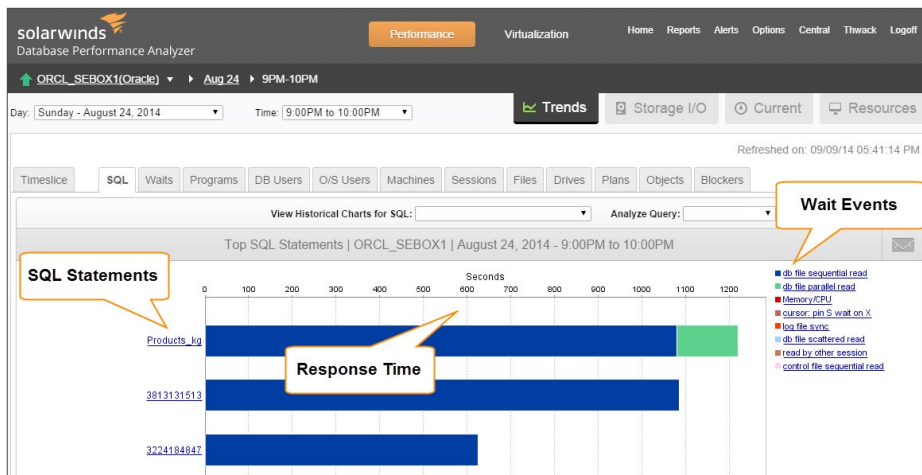 solarwinds
Database Performance Analyzer
Performance
Virtualization
Home Reports Alerts Options Central Thwack Logoff
ORCL_SEBOX1(Oracle) Aug 24 9PM-10PM
Day: Sunday - August 24, 2014 Time: 9:00PM to 10:00PM
Trends Storage I/O Current Resources
Refreshed on: 09/09/14 05:41:14 PM
Timeslice SQL Waits Programs DB Users O/S Users Machines Sessions Files Drives Plans Objects Blockers
View Historical Charts for SQL: Analyze Query:
Wait Events
Top SQL Statements | ORCL_SEBOX1 | August 24, 2014 - 9:00PM to 10:00PM
SQL Statements
Seconds
0 100 200 300 400 500 600 700 800 900 1000 1100 1200
db file sequential read
db file parallel read
Memory/CPU
cursor: pin S wait on X
log file sync
db file scattered read
read by other session
control file sequential read
Products_kg
Response Time
3813131513
3224184847